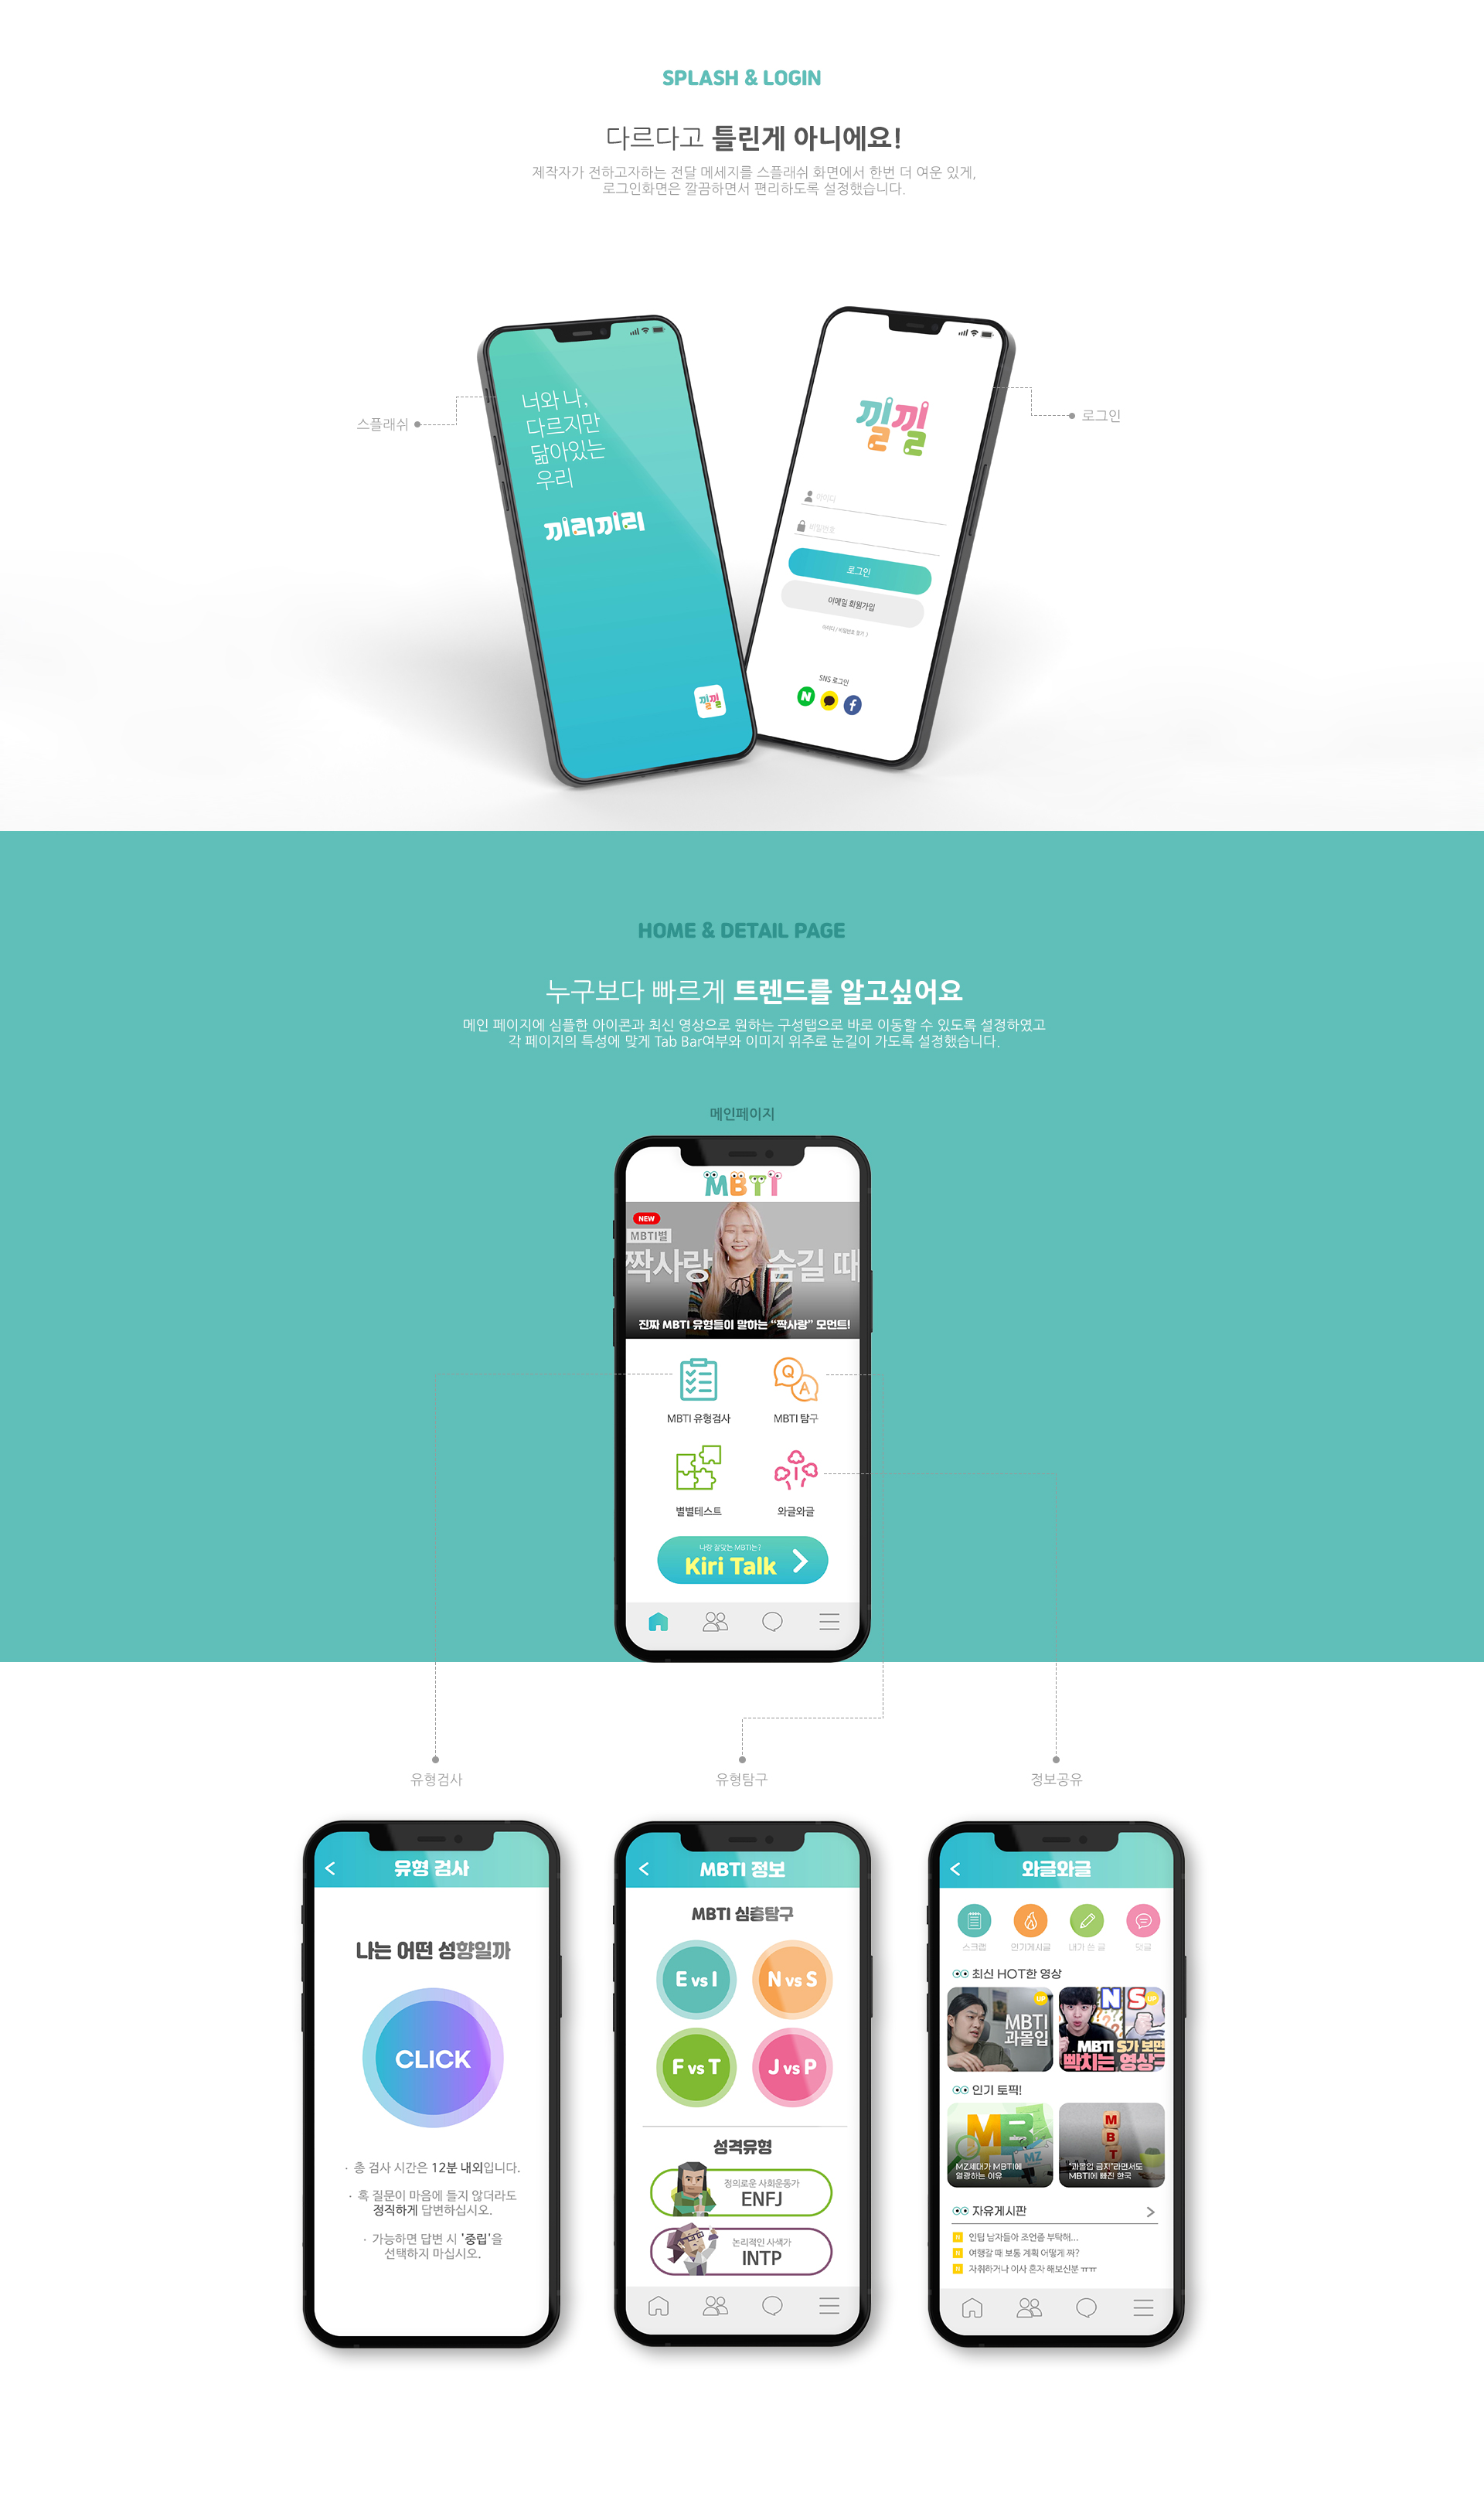 SPLASH & LOGIN
다르다고 틀린게 아니에요!
제작자가 전하고자하는 전달 메세지를 스플래쉬 화면에서 한번 더 여운 있게,
로그인화면은 깔끔하면서 편리하도록 설정했습니다.
스플래쉬
너와 나,
다르지만
닮아있는
우리
끼리끼리
낄낄
로그인
낄낄
아이디
비밀번호
로그인
이메일 회원가입
아이디 / 비밀번호 찾기 >
SNS 로그인
HOME & DETAIL PAGE
누구보다 빠르게 트렌드를 알고싶어요
메인 페이지에 심플한 아이콘과 최신 영상으로 원하는 구성탭으로 바로 이동할 수 있도록 설정하였고
각 페이지의 특성에 맞게 Tab Bar여부와 이미지 위주로 눈길이 가도록 설정했습니다.
메인페이지
MBTI
NEW
MBTI별
짝사랑 숨길 때
진짜 MBTI 유형들이 말하는 “짝사랑” 모먼트!
Q
A
MBTI 유형검사
MBTI 탐구
별별테스트
와글와글
나랑 잘맞는 MBTI는?
Kiri Talk
유형검사
유형탐구
정보공유
유형 검사
나는 어떤 성향일까
CLICK
· 총 검사 시간은 12분 내외입니다.
· 혹 질문이 마음에 들지 않더라도
정직하게 답변하십시오.
· 가능하면 답변 시 '중립'을
선택하지 마십시오.
MBTI 정보
MBTI 심층탐구
E vs I
N vs S
F vs T
J vs P
성격유형
정의로운 사회운동가
ENFJ
논리적인 사색가
INTP
와글와글
스크랩
인기게시글
내가 쓴 글
댓글
최신 HOT한 영상
UP
MBTI
과몰입
N S
UP
MBTI S가 보면
빡치는 영상
인기 토픽!
MZ세대가 MBTI에
열광하는 이유
M
B
T
“과몰입 금지”라면서도
MBTI에 빠진 한국
자유게시판
N 인팁 남자들아 조언좀 부탁해...
N 여행갈 때 보통 계획 어떻게 짜?
N 자취하거나 이사 혼자 해보신분 ㅠㅠ